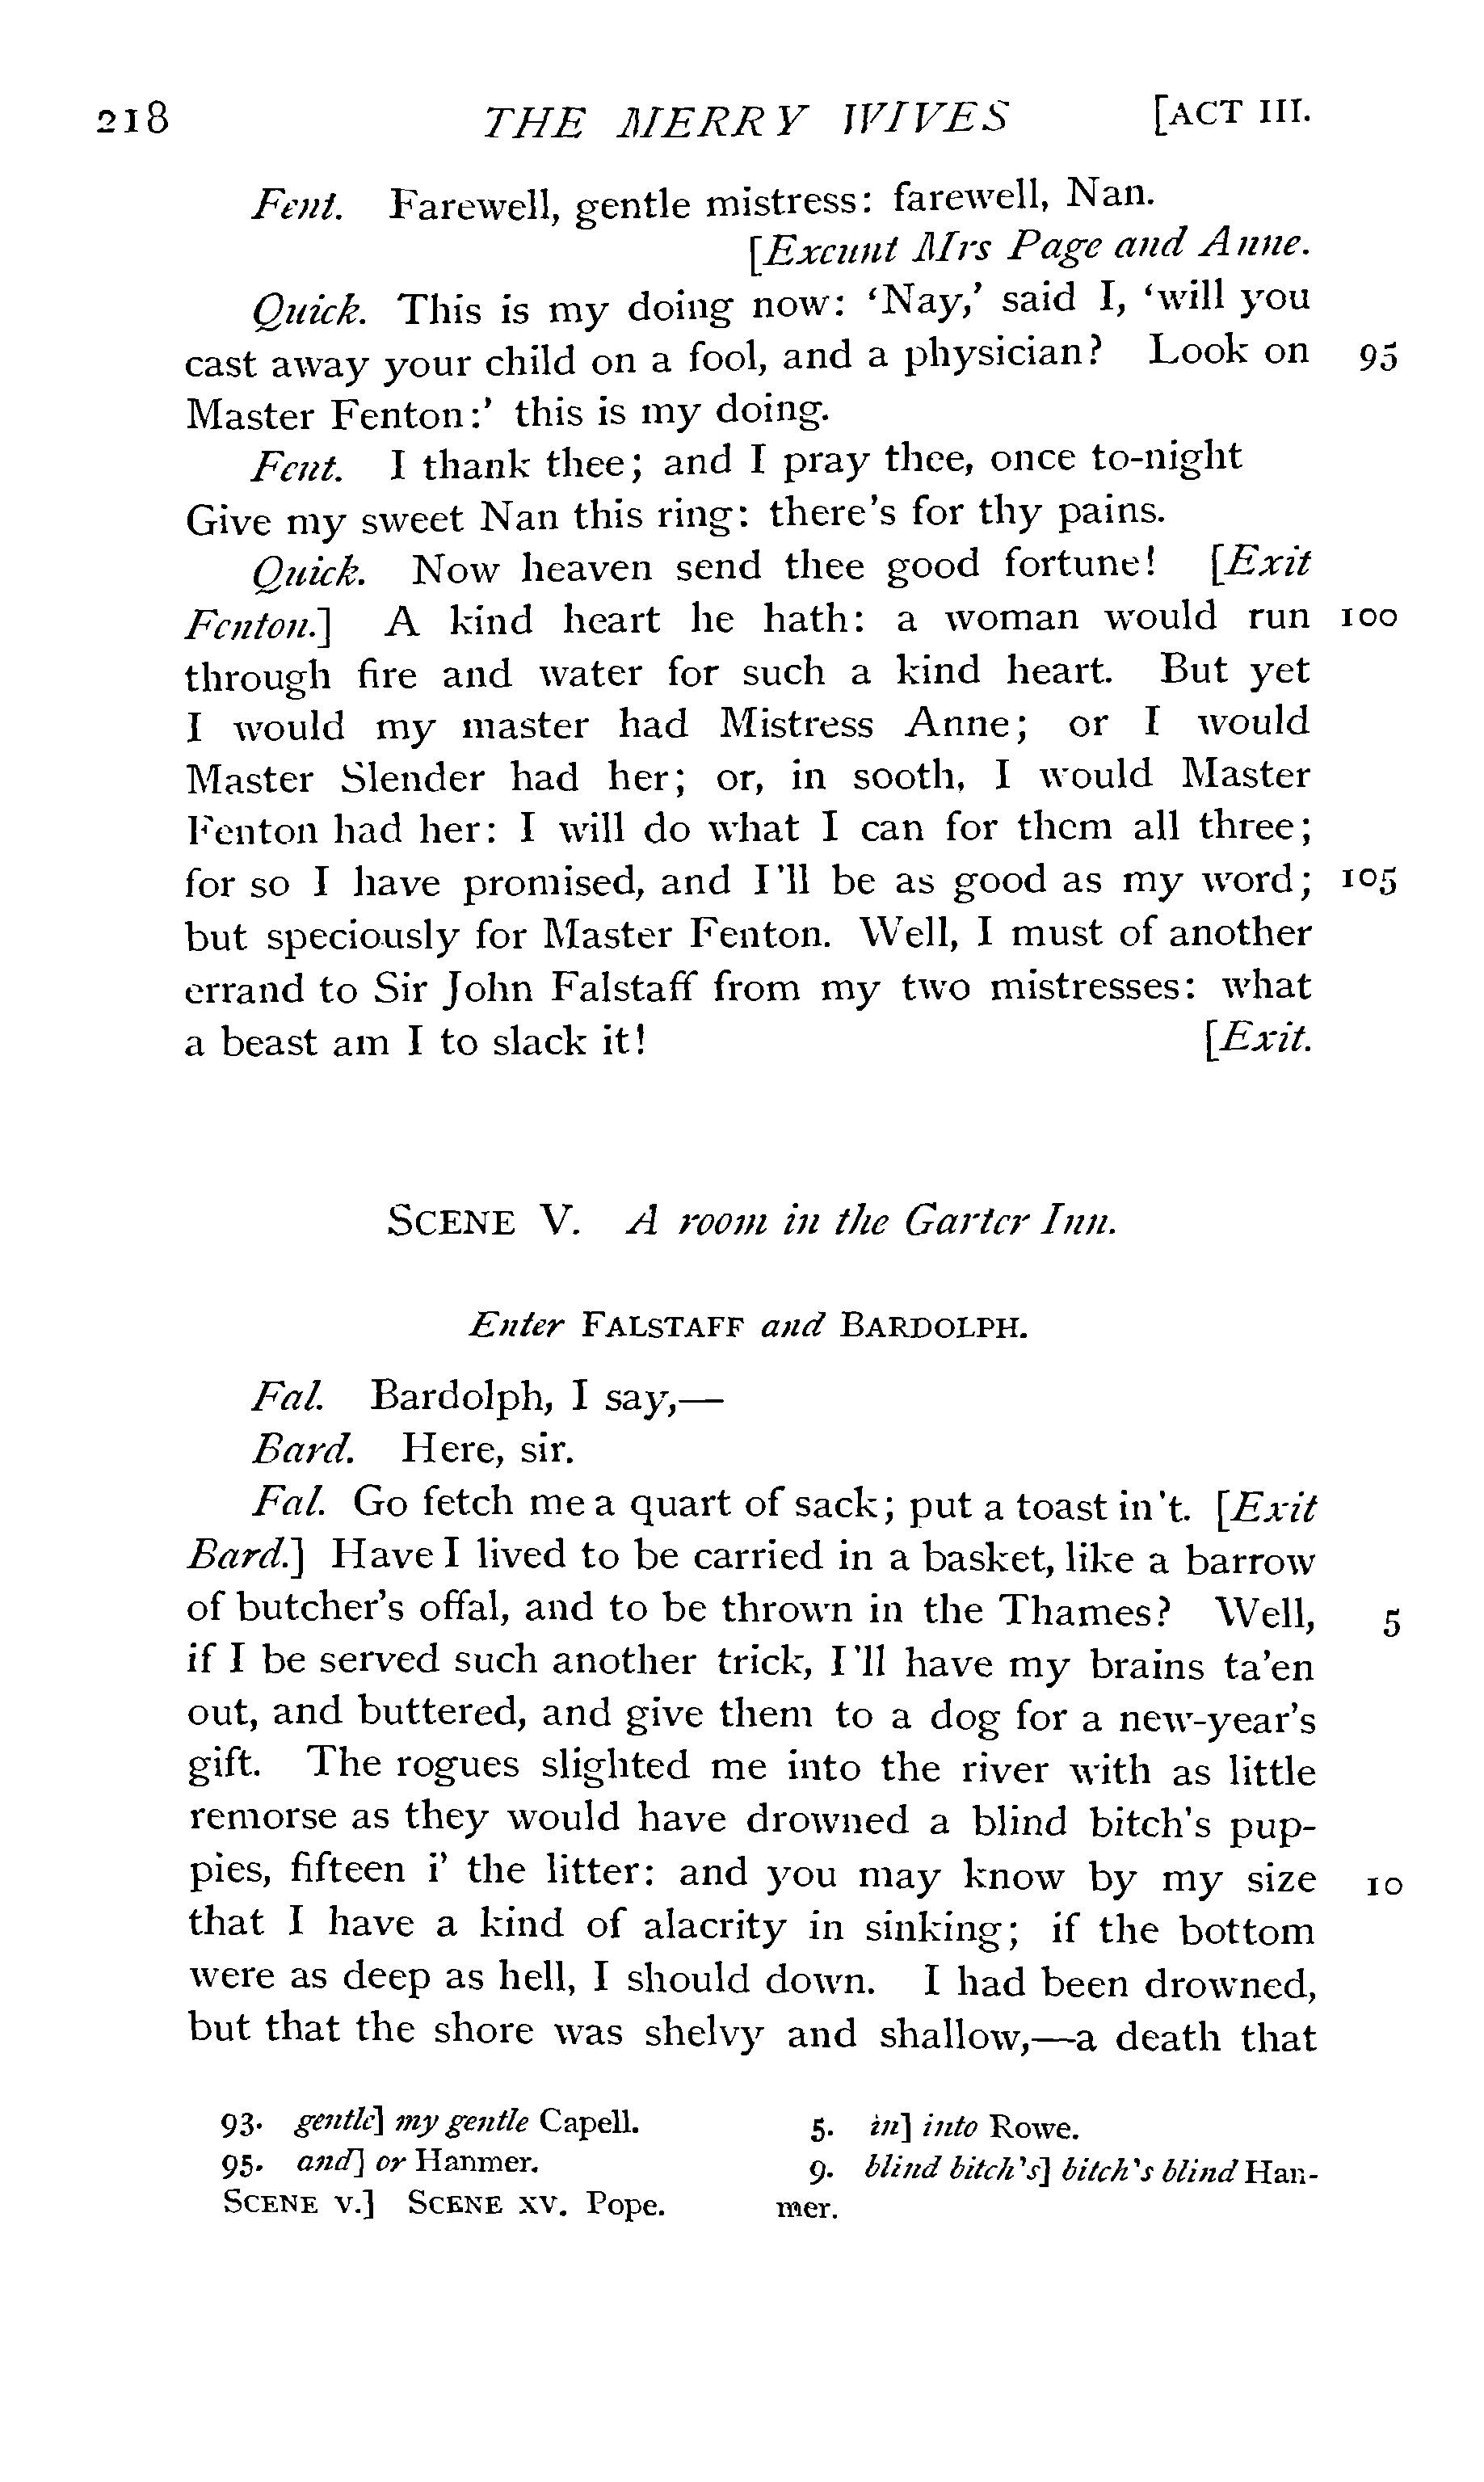 218 THE MERRY WIVES [ACT III.
Fent. Farewell, gentle mistress: farewell, Nan.
[Exeunt Mrs Page and Anne.
Quick. This is my doing now: ‘Nay,’ said I, ‘will you
cast away your child on a fool, and a physician? Look on 95
Master Fenton:’ this is my doing.
Fent. I thank thee; and I pray thee, once to-night
Give my sweet Nan this ring: there's for thy pains.
Quick. Now heaven send thee good fortune! [Exit
Fenton.] A kind heart he hath: a woman would run 100
through fire and water for such a kind heart. But yet
I would my master had Mistress Anne; or I would
Master Slender had her; or, in sooth, I would Master
Fenton had her: I will do what I can for them all three;
for so I have promised, and I'll be as good as my word; 105
but speciously for Master Fenton. Well, I must of another
errand to Sir John Falstaff from my two mistresses: what
a beast am I to slack it! [Exit.
SCENE V. A room in the Garter Inn.
Enter FALSTAFF and BARDOLPH.
Fal. Bardolph, I say,—
Bard. Here, sir.
Fal. Go fetch me a quart of sack; put a toast in't. [Exit
Bard.] Have I lived to be carried in a basket, like a barrow
of butcher's offal, and to be thrown in the Thames? Well, 5
if I be served such another trick, I'll have my brains ta'en
out, and buttered, and give them to a dog for a new-year's
gift. The rogues slighted me into the river with as little
remorse as they would have drowned a blind bitch's pup-
pies, fifteen i' the litter: and you may know by my size 10
that I have a kind of alacrity in sinking; if the bottom
were as deep as hell, I should down. I had been drowned,
but that the shore was shelvy and shallow,—a death that
93. gentle] my gentle Capell.
95. and] or Hanmer.
SCENE V.] SCENE XV. Pope.
5. in] into Rowe.
9. blind bitch's] bitch's blind Han-
mer.